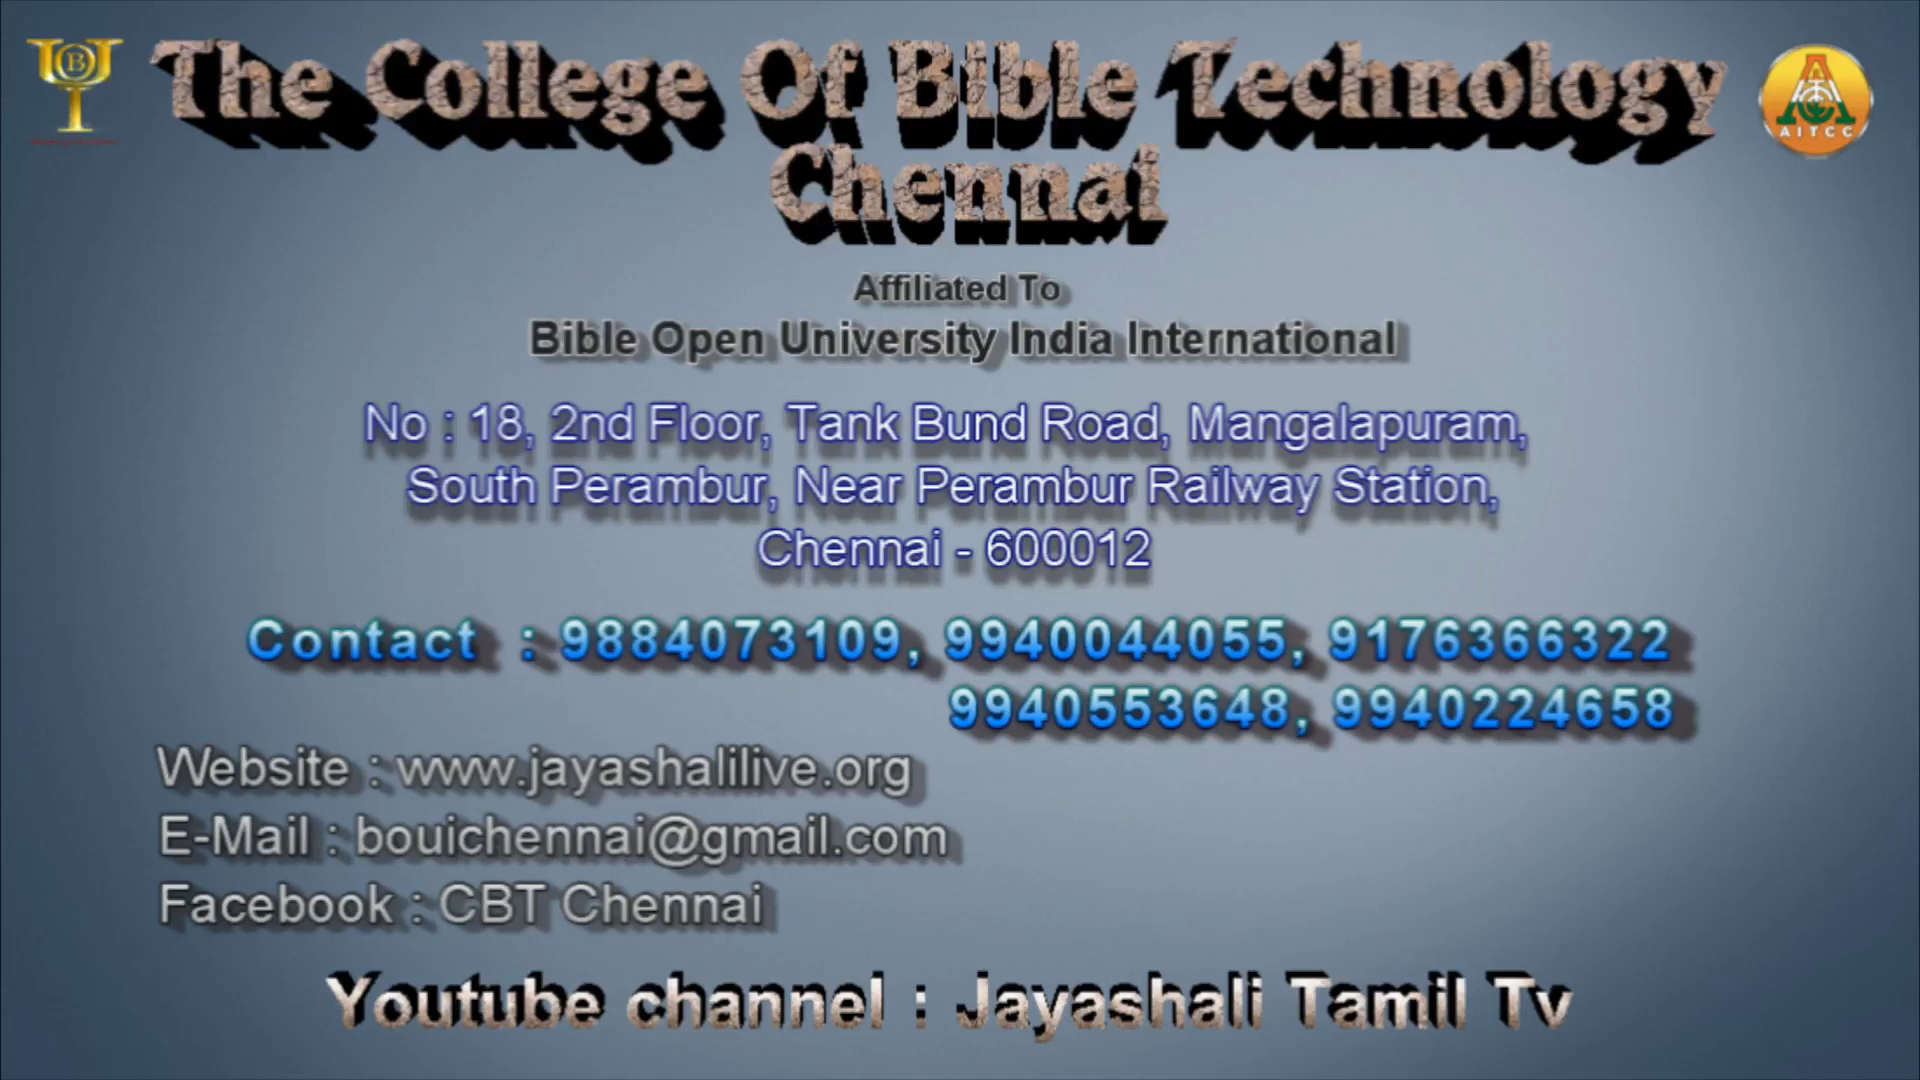 The College Of Bible Technology
Chennai
AITCC
Affiliated To
Bible Open University India International
No : 18, 2nd Floor, Tank Bund Road, Mangalapuram,
South Perambur, Near Perambur Railway Station,
Chennai - 600012
Contact : 9884073109, 9940044055, 9176366322
9940553648, 9940224658
Website : www.jayashalilive.org
E-Mail : bouichennai@gmail.com
Facebook : CBT Chennai
Youtube channel : Jayashali Tamil Tv